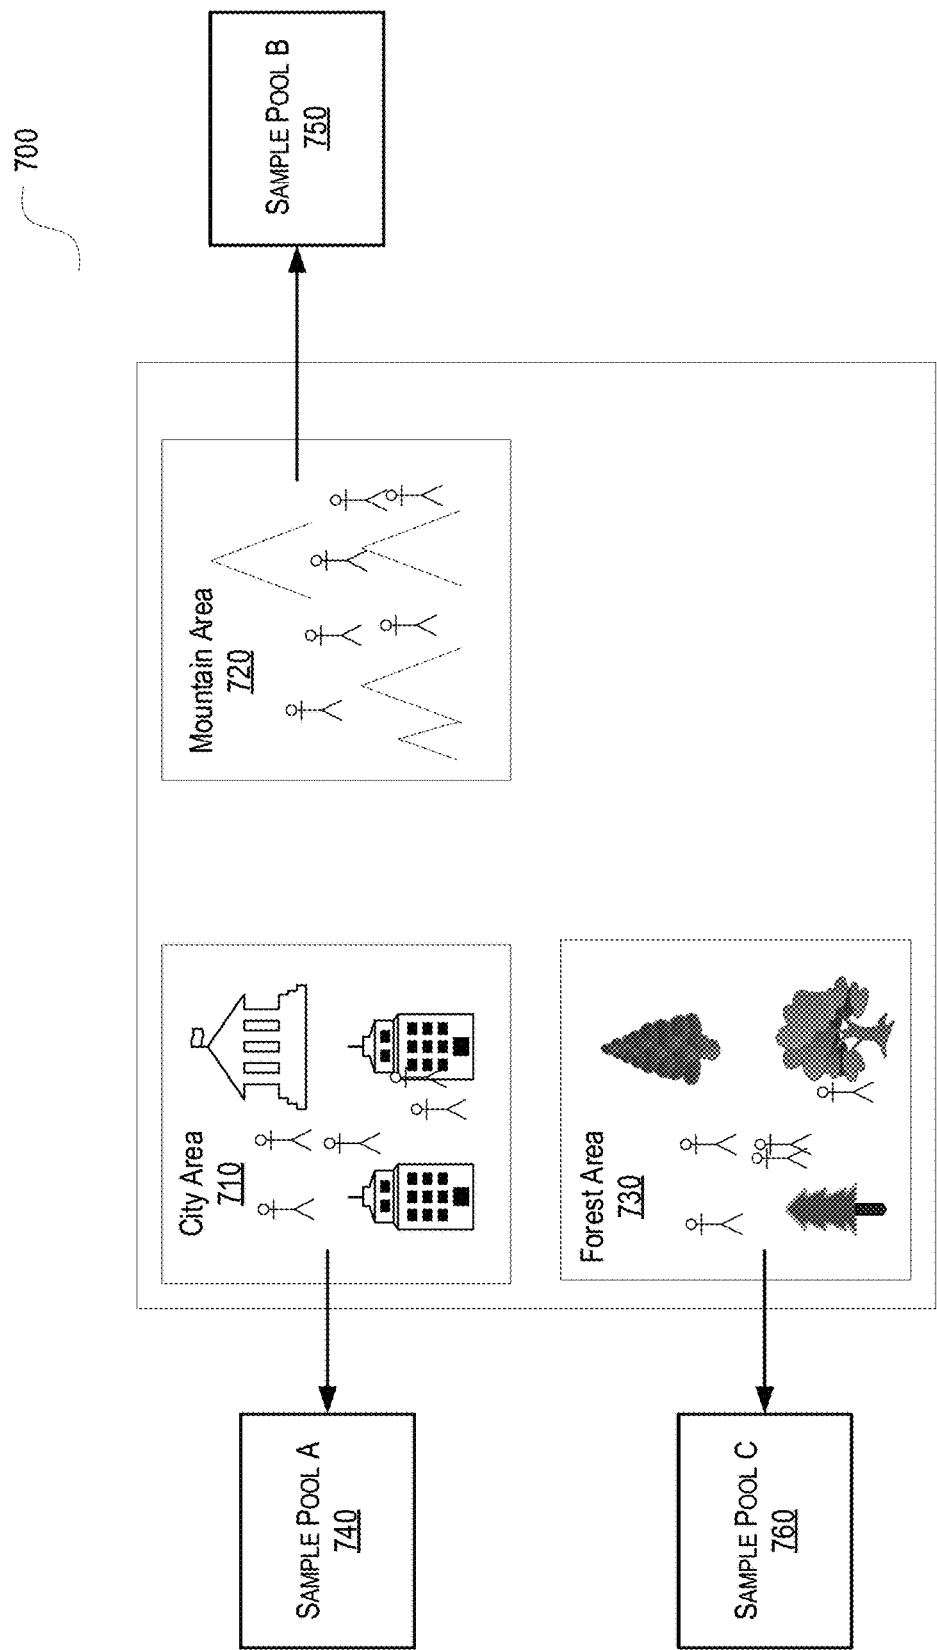 700
City Area
710
Mountain Area
720
Forest Area
730
SAMPLE POOL A
740
SAMPLE POOL B
750
SAMPLE POOL C
760